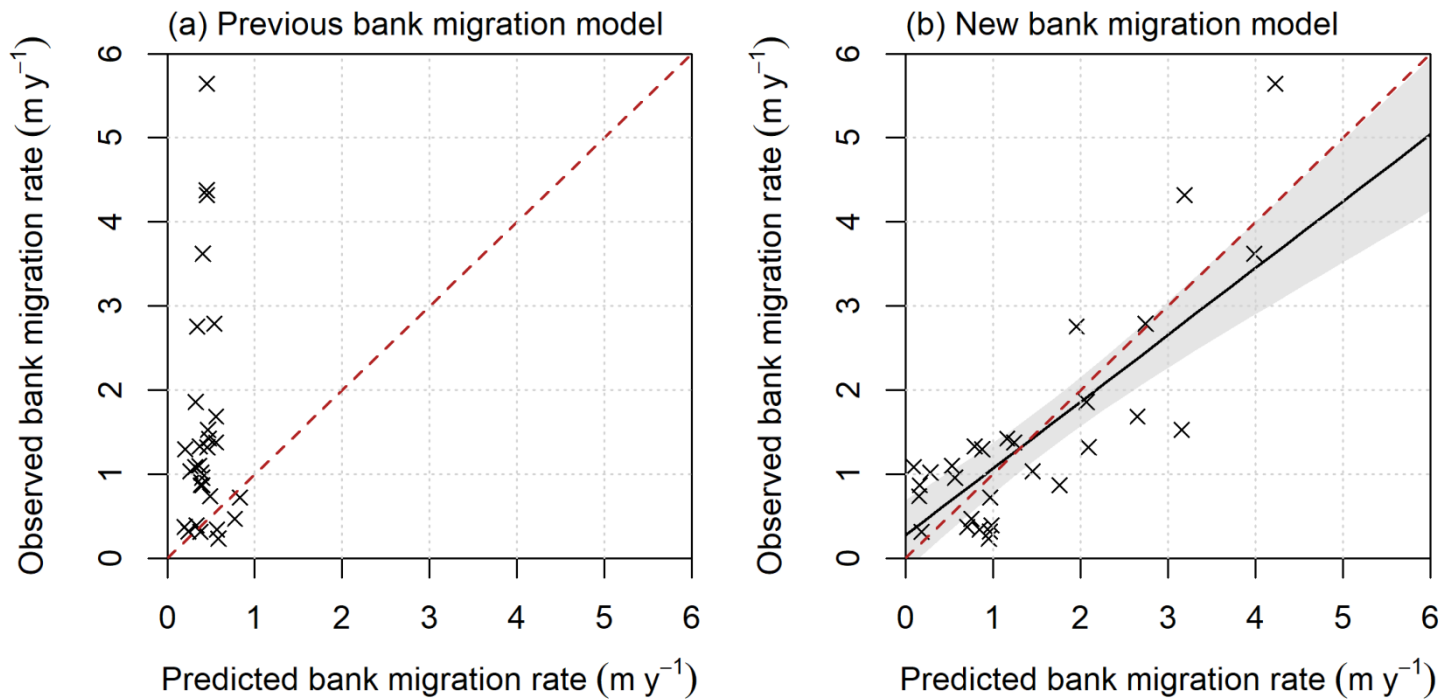 (a) Previous bank migration model
Observed bank migration rate (m y⁻¹)
6
5
4
3
2
1
0
0 1 2 3 4 5 6
Predicted bank migration rate (m y⁻¹)
(b) New bank migration model
Observed bank migration rate (m y⁻¹)
6
5
4
3
2
1
0
0 1 2 3 4 5 6
Predicted bank migration rate (m y⁻¹)